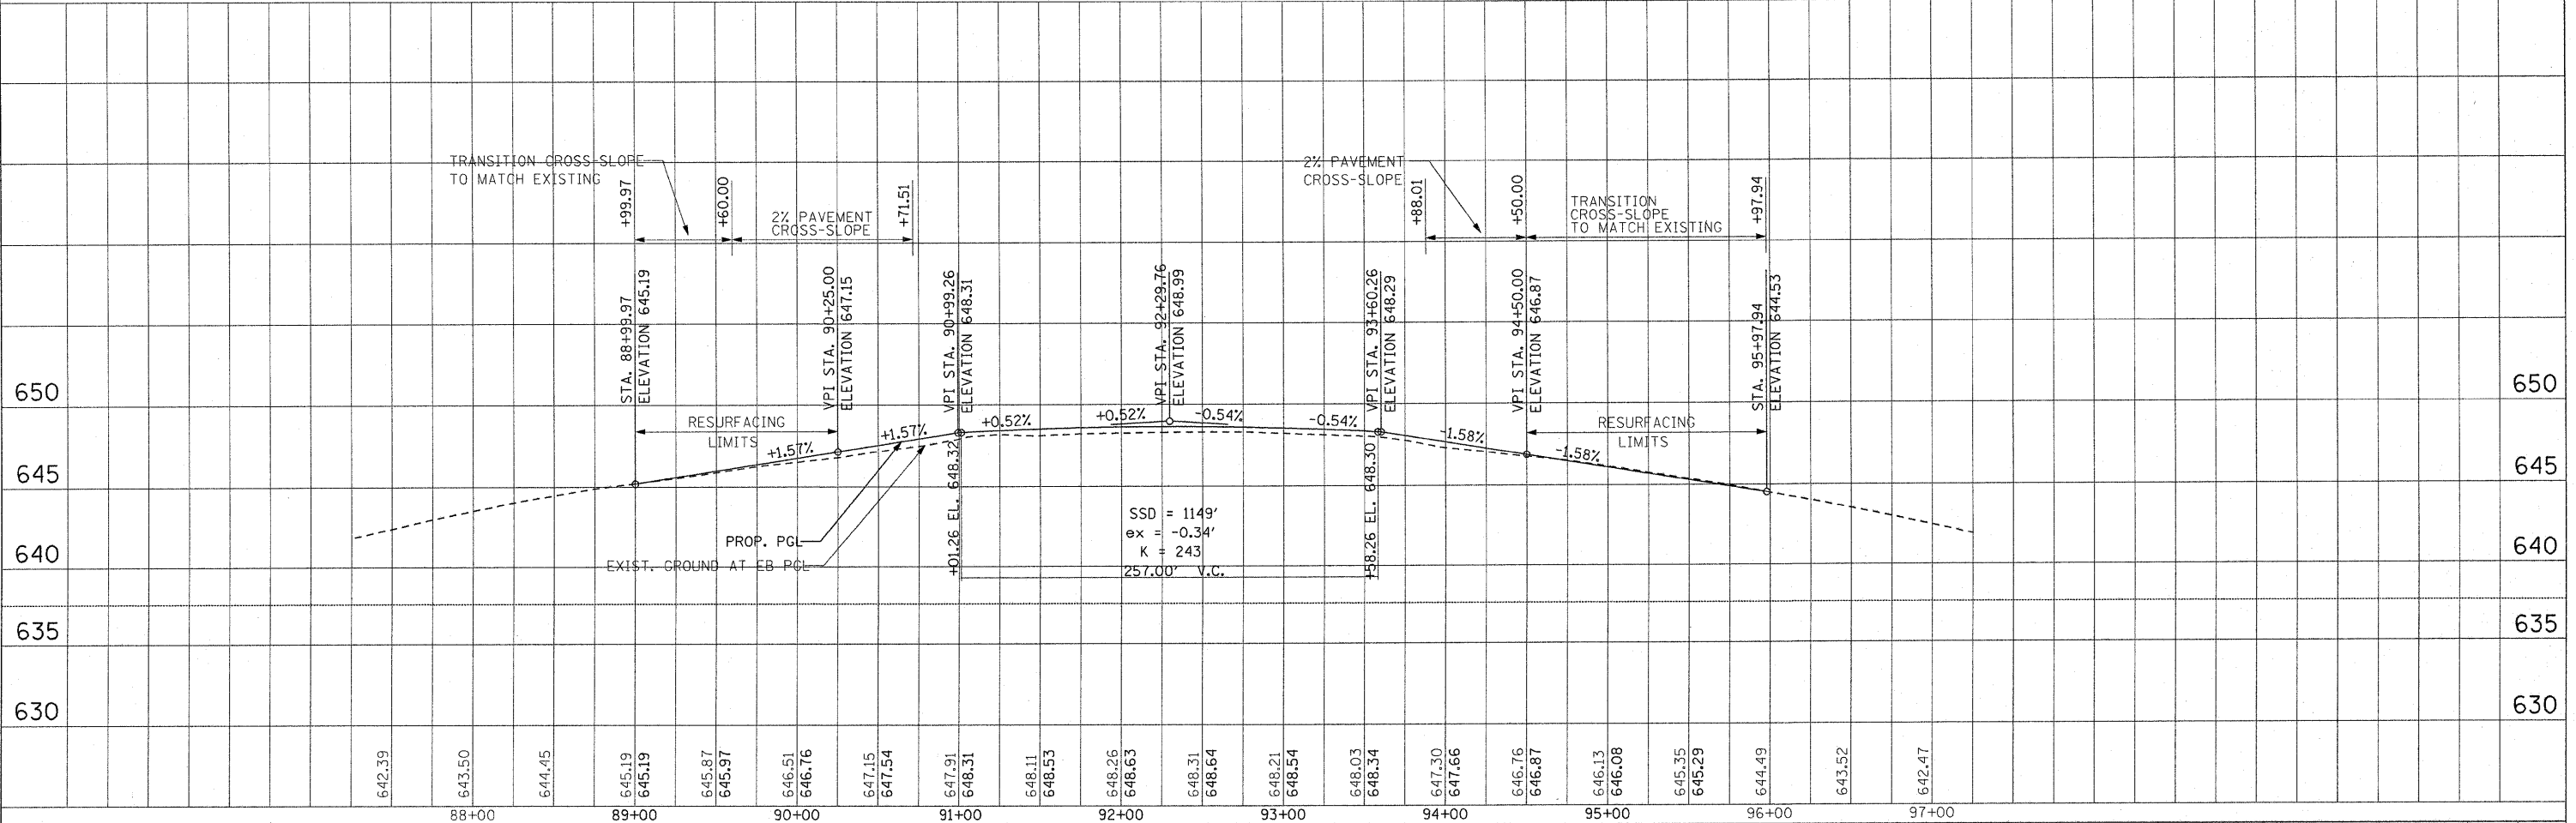 TRANSITION CROSS-SLOPE
TO MATCH EXISTING
+99.97
+60.00
2% PAVEMENT
CROSS-SLOPE
+71.51
2% PAVEMENT
CROSS-SLOPE
+88.01
+50.00
TRANSITION
CROSS-SLOPE
TO MATCH EXISTING
+97.94
STA. 88+99.97
ELEVATION 645.19
VPI STA. 90+25.00
ELEVATION 647.15
VPI STA. 90+99.26
ELEVATION 648.31
VPI STA. 92+29.76
ELEVATION 648.99
VPI STA. 93+60.26
ELEVATION 648.29
VPI STA. 94+50.00
ELEVATION 646.87
STA. 95+97.94
ELEVATION 644.53
650
650
RESURFACING
LIMITS
+1.57%
+1.57%
+0.52%
+0.52%
-0.54%
-0.54%
-1.58%
-1.58%
RESURFACING
LIMITS
645
645
+01.26 EL. 648.32
+58.26 EL. 648.30
SSD = 1149'
ex = -0.34'
K = 243
257.00' V.C.
PROP. PGL
EXIST. GROUND AT EB PGL
640
640
635
635
630
630
642.39
643.50
644.45
645.19
645.19
645.87
645.97
646.51
646.76
647.15
647.54
647.91
648.31
648.11
648.53
648.26
648.63
648.31
648.64
648.21
648.54
648.03
648.34
647.30
647.66
646.76
646.87
646.13
646.08
645.35
645.29
644.49
643.52
642.47
88+00
89+00
90+00
91+00
92+00
93+00
94+00
95+00
96+00
97+00